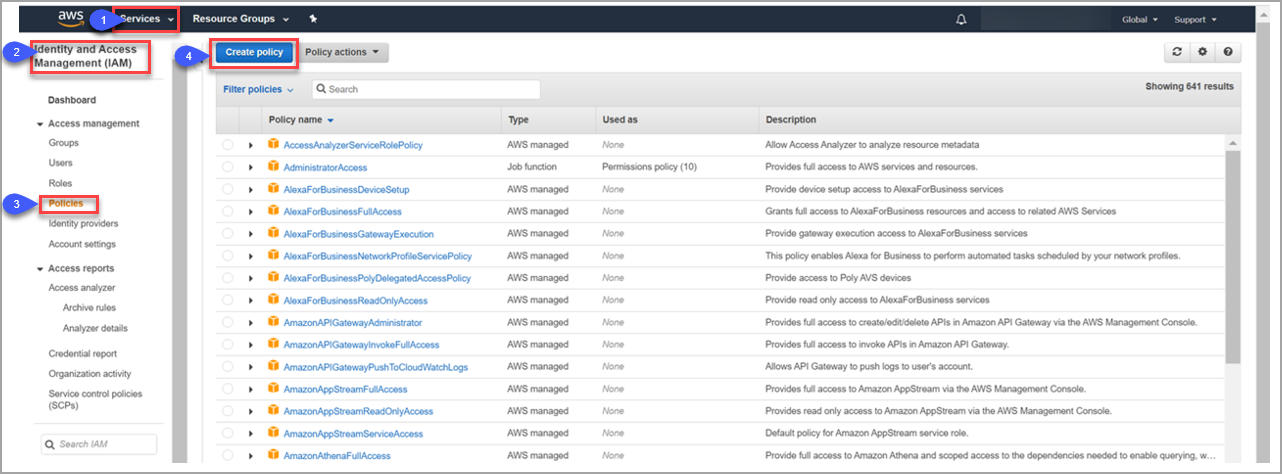 aws 1 Services Resource Groups Global Support
2 Identity and Access Management (IAM)
Dashboard
Access management
Groups
Users
Roles
3 Policies
Identity providers
Account settings
Access reports
Access analyzer
Archive rules
Analyzer details
Credential report
Organization activity
Service control policies
(SCPs)
Search IAM
4 Create policy Policy actions
Filter policies Search Showing 641 results
Policy name Type Used as Description
AccessAnalyzerServiceRolePolicy AWS managed None Allow Access Analyzer to analyze resource metadata
AdministratorAccess Job function Permissions policy (10) Provides full access to AWS services and resources.
AlexaForBusinessDeviceSetup AWS managed None Provide device setup access to AlexaForBusiness services
AlexaForBusinessFullAccess AWS managed None Grants full access to AlexaForBusiness resources and access to related AWS Services
AlexaForBusinessGatewayExecution AWS managed None Provide gateway execution access to AlexaForBusiness services
AlexaForBusinessNetworkProfileServicePolicy AWS managed None This policy enables Alexa for Business to perform automated tasks scheduled by your network profiles.
AlexaForBusinessPolyDelegatedAccessPolicy AWS managed None Provide access to Poly AVS devices
AlexaForBusinessReadOnlyAccess AWS managed None Provide read only access to AlexaForBusiness services
AmazonAPIGatewayAdministrator AWS managed None Provides full access to create/edit/delete APIs in Amazon API Gateway via the AWS Management Console.
AmazonAPIGatewayInvokeFullAccess AWS managed None Provides full access to invoke APIs in Amazon API Gateway.
AmazonAPIGatewayPushToCloudWatchLogs AWS managed None Allows API Gateway to push logs to user's account.
AmazonAppStreamFullAccess AWS managed None Provides full access to Amazon AppStream via the AWS Management Console.
AmazonAppStreamReadOnlyAccess AWS managed None Provides read only access to Amazon AppStream via the AWS Management Console.
AmazonAppStreamServiceAccess AWS managed None Default policy for Amazon AppStream service role.
AmazonAthenaFullAccess AWS managed None Provide full access to Amazon Athena and scoped access to the dependencies needed to enable querying, w…